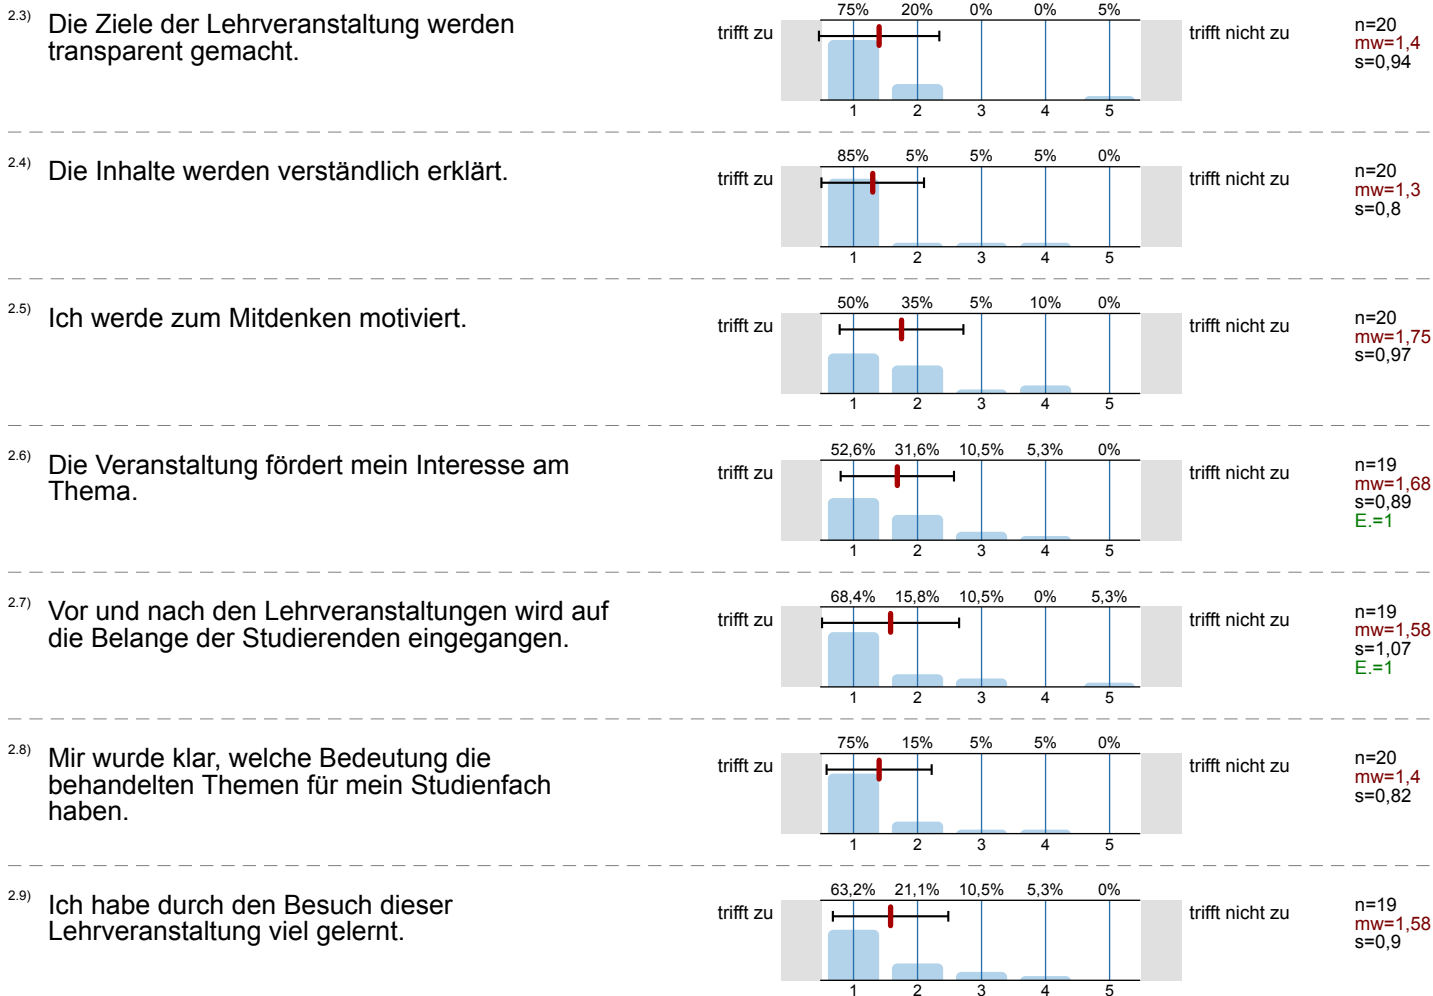 2.3) Die Ziele der Lehrveranstaltung werden
transparent gemacht.
trifft zu
75% 20% 0% 0% 5%
1 2 3 4 5
trifft nicht zu
n=20
mw=1,4
s=0,94
2.4) Die Inhalte werden verständlich erklärt.
trifft zu
85% 5% 5% 5% 0%
1 2 3 4 5
trifft nicht zu
n=20
mw=1,3
s=0,8
2.5) Ich werde zum Mitdenken motiviert.
trifft zu
50% 35% 5% 10% 0%
1 2 3 4 5
trifft nicht zu
n=20
mw=1,75
s=0,97
2.6) Die Veranstaltung fördert mein Interesse am
Thema.
trifft zu
52,6% 31,6% 10,5% 5,3% 0%
1 2 3 4 5
trifft nicht zu
n=19
mw=1,68
s=0,89
E.=1
2.7) Vor und nach den Lehrveranstaltungen wird auf
die Belange der Studierenden eingegangen.
trifft zu
68,4% 15,8% 10,5% 0% 5,3%
1 2 3 4 5
trifft nicht zu
n=19
mw=1,58
s=1,07
E.=1
2.8) Mir wurde klar, welche Bedeutung die
behandelten Themen für mein Studienfach
haben.
trifft zu
75% 15% 5% 5% 0%
1 2 3 4 5
trifft nicht zu
n=20
mw=1,4
s=0,82
2.9) Ich habe durch den Besuch dieser
Lehrveranstaltung viel gelernt.
trifft zu
63,2% 21,1% 10,5% 5,3% 0%
1 2 3 4 5
trifft nicht zu
n=19
mw=1,58
s=0,9